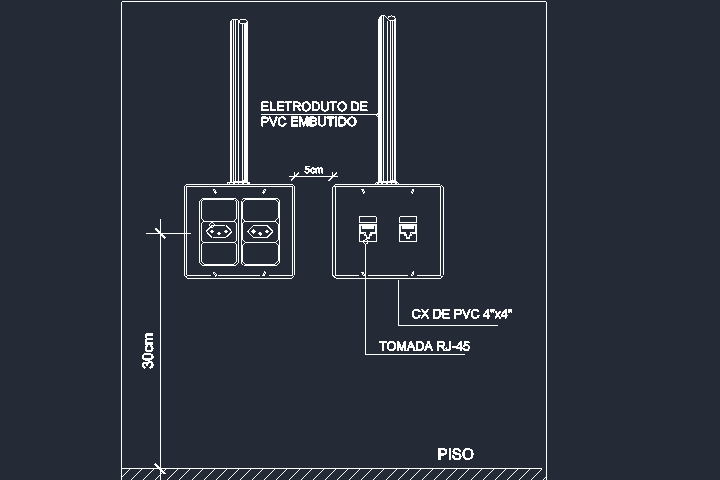 ELETRODUTO DE
PVC EMBUTIDO
5cm
CX DE PVC 4"x4"
TOMADA RJ-45
30cm
PISO